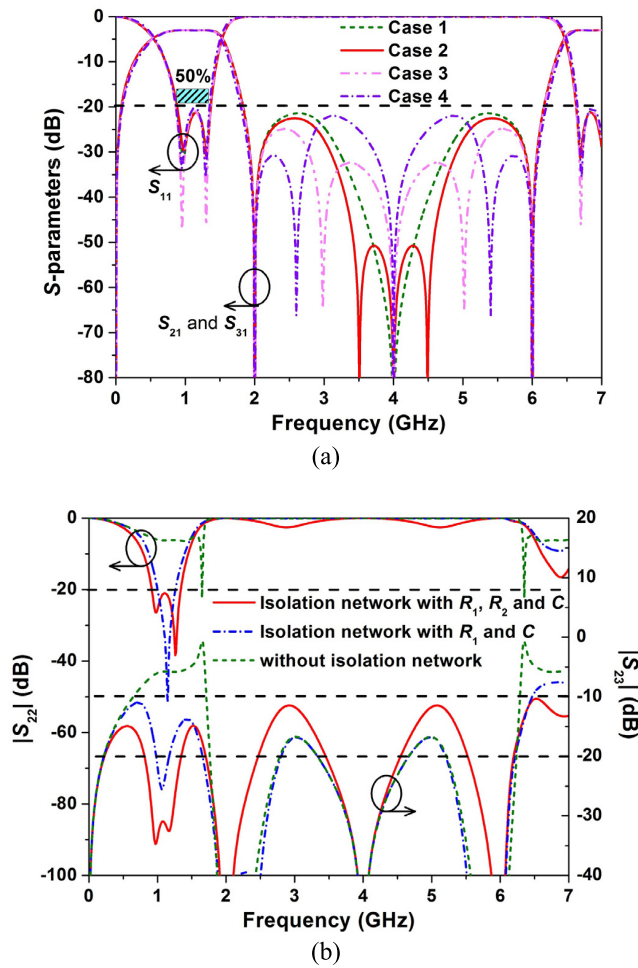 (a)
0
-10
-20
-30
-40
-50
-60
-70
-80
S-parameters (dB)
50%
Case 1
Case 2
Case 3
Case 4
S11
S21 and S31
0 1 2 3 4 5 6 7
Frequency (GHz)
(a)
0
-20
-40
-60
-80
-100
|S22| (dB)
20
10
0
-10
-20
-30
-40
|S23| (dB)
Isolation network with R1, R2 and C
Isolation network with R1 and C
without isolation network
0 1 2 3 4 5 6 7
Frequency (GHz)
(b)